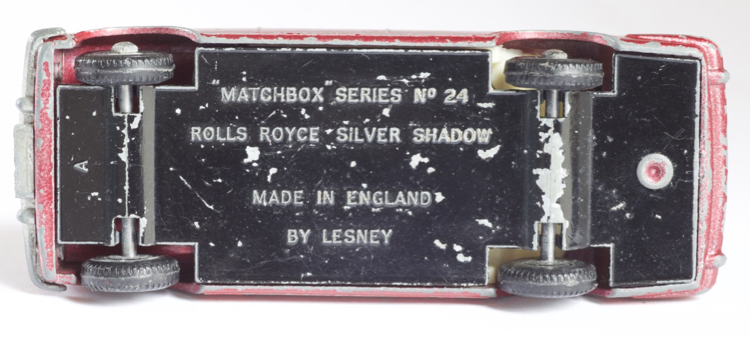 "MATCHBOX" SERIES Nº 24
ROLLS ROYCE SILVER SHADOW
MADE IN ENGLAND
BY LESNEY
A